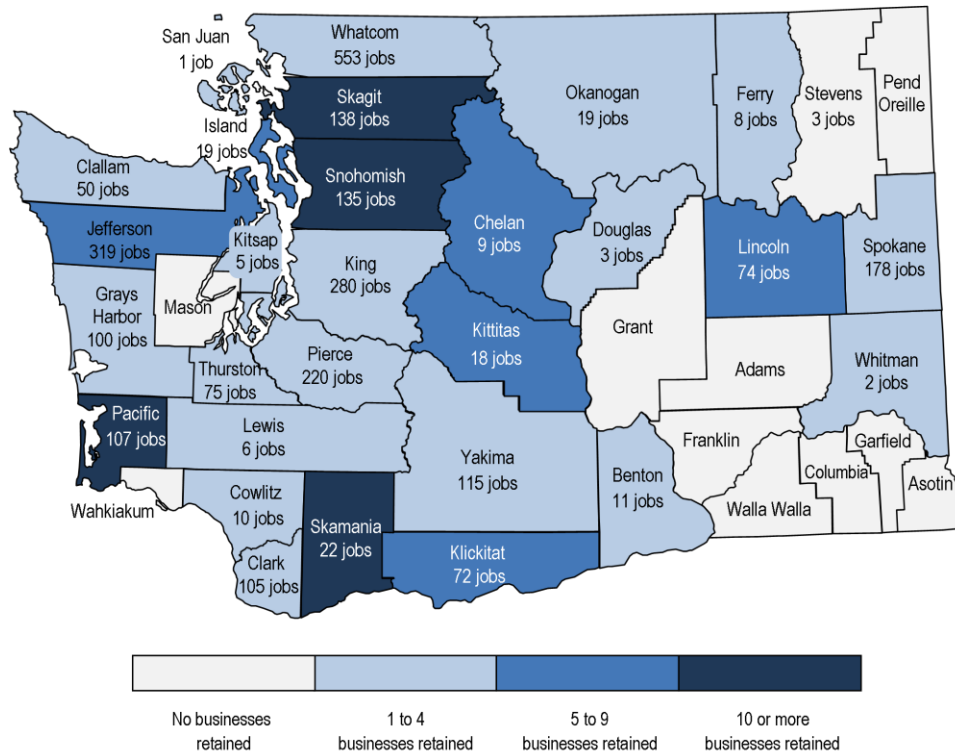 San Juan
1 job
Whatcom
553 jobs
Skagit
138 jobs
Island
19 jobs
Okanogan
19 jobs
Ferry
8 jobs
Stevens
3 jobs
Pend
Oreille
Clallam
50 jobs
Snohomish
135 jobs
Jefferson
319 jobs
Kitsap
5 jobs
Chelan
9 jobs
Douglas
3 jobs
Lincoln
74 jobs
Spokane
178 jobs
King
280 jobs
Grays
Harbor
100 jobs
Mason
Kittitas
18 jobs
Grant
Adams
Whitman
2 jobs
Thurston
75 jobs
Pierce
220 jobs
Pacific
107 jobs
Lewis
6 jobs
Yakima
115 jobs
Benton
11 jobs
Franklin
Garfield
Columbia
Asotin
Walla Walla
Wahkiakum
Cowlitz
10 jobs
Skamania
22 jobs
Klickitat
72 jobs
Clark
105 jobs
No businesses
retained
1 to 4
businesses retained
5 to 9
businesses retained
10 or more
businesses retained